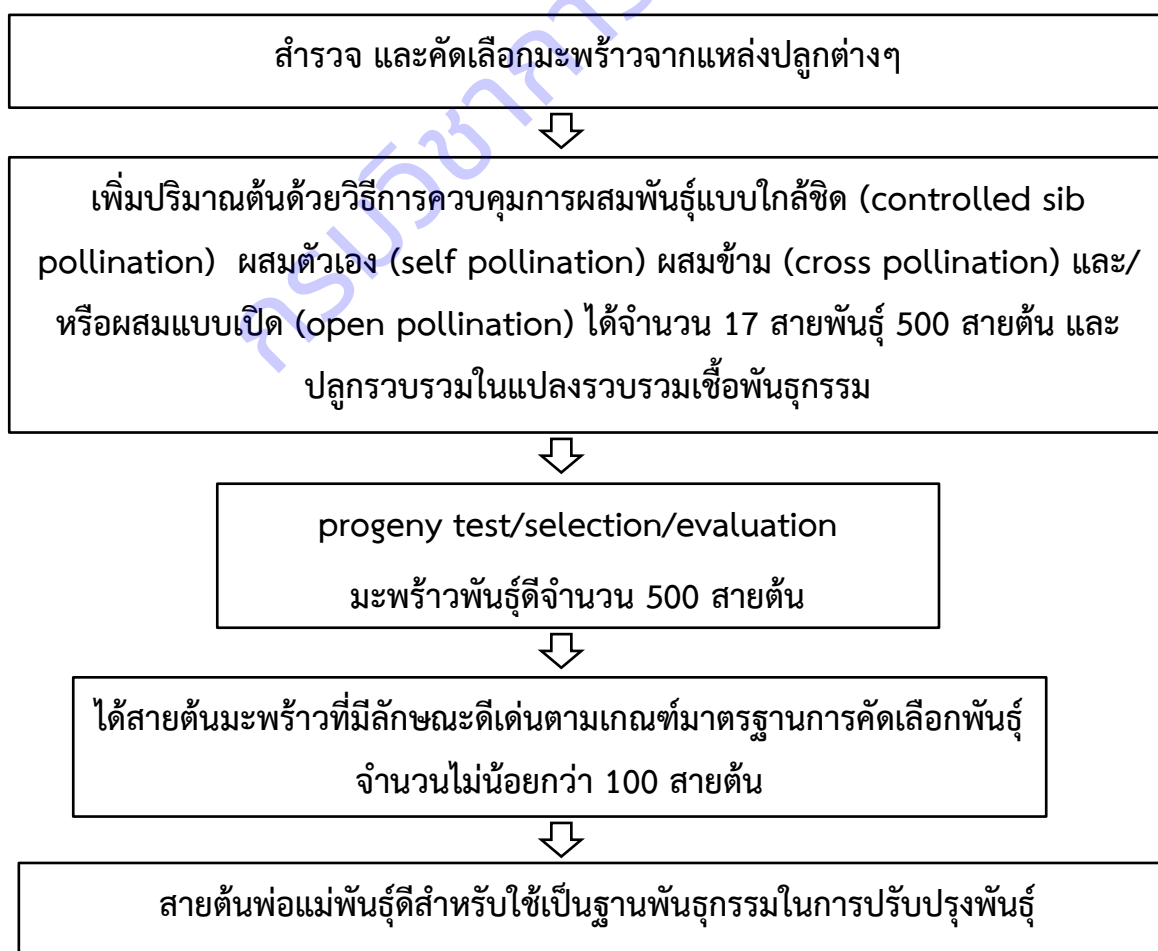 สำรวจ และคัดเลือกมะพร้าวจากแหล่งปลูกต่างๆ
เพิ่มปริมาณต้นด้วยวิธีการควบคุมการผสมพันธุ์แบบใกล้ชิด (controlled sib
pollination) ผสมตัวเอง (self pollination) ผสมข้าม (cross pollination) และ/
หรือผสมแบบเปิด (open pollination) ได้จำนวน 17 สายพันธุ์ 500 สายต้น และ
ปลูกรวบรวมในแปลงรวบรวมเชื้อพันธุกรรม
progeny test/selection/evaluation
มะพร้าวพันธุ์ดีจำนวน 500 สายต้น
ได้สายต้นมะพร้าวที่มีลักษณะดีเด่นตามเกณฑ์มาตรฐานการคัดเลือกพันธุ์
จำนวนไม่น้อยกว่า 100 สายต้น
สายต้นพ่อแม่พันธุ์ดีสำหรับใช้เป็นฐานพันธุกรรมในการปรับปรุงพันธุ์
กรมวิชาการ